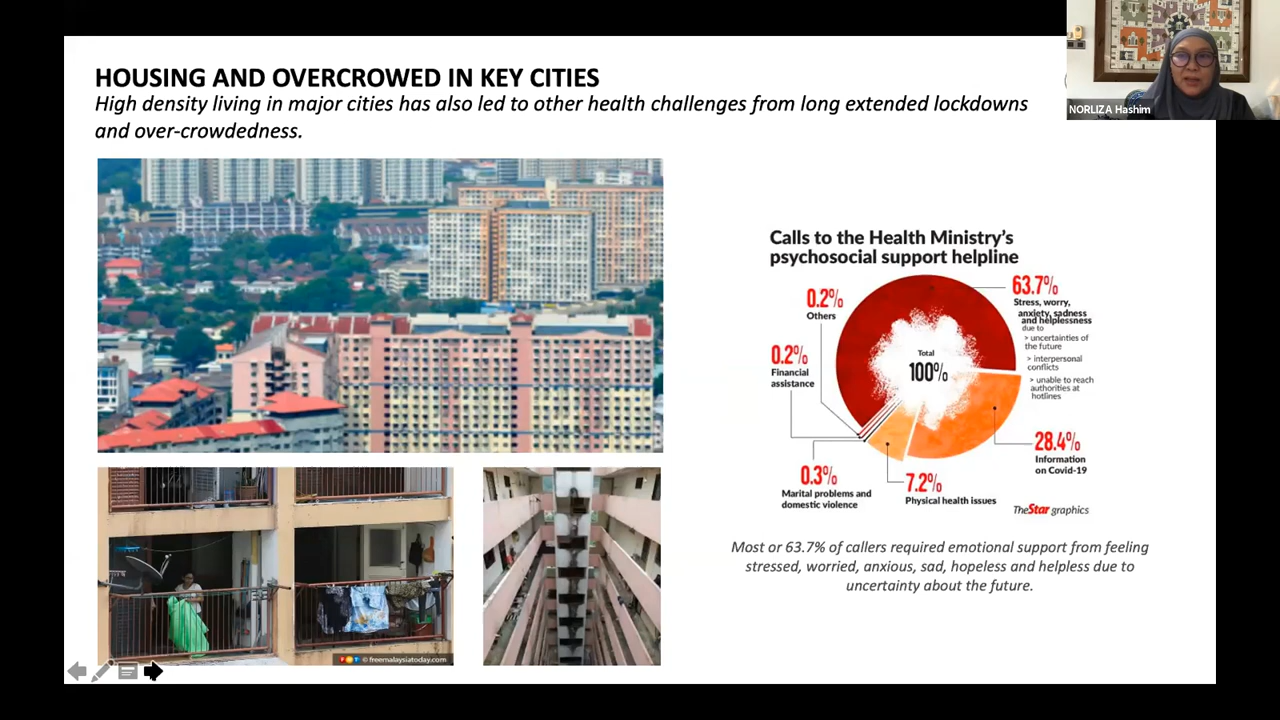 HOUSING AND OVERCROWED IN KEY CITIES
High density living in major cities has also led to other health challenges from long extended lockdowns
and over-crowdedness.
NORLIZA Hashim
Calls to the Health Ministry's
psychosocial support helpline
63.7%
Stress, worry,
anxiety, sadness
and helplessness
due to
> uncertainties of
the future
> interpersonal
conflicts
> unable to reach
authorities at
hotlines
0.2%
Others
0.2%
Financial
assistance
Total
100%
28.4%
Information
on Covid-19
0.3%
Marital problems and
domestic violence
7.2%
Physical health issues
TheStar graphics
Most or 63.7% of callers required emotional support from feeling
stressed, worried, anxious, sad, hopeless and helpless due to
uncertainty about the future.
FMT © freemalaysiatoday.com